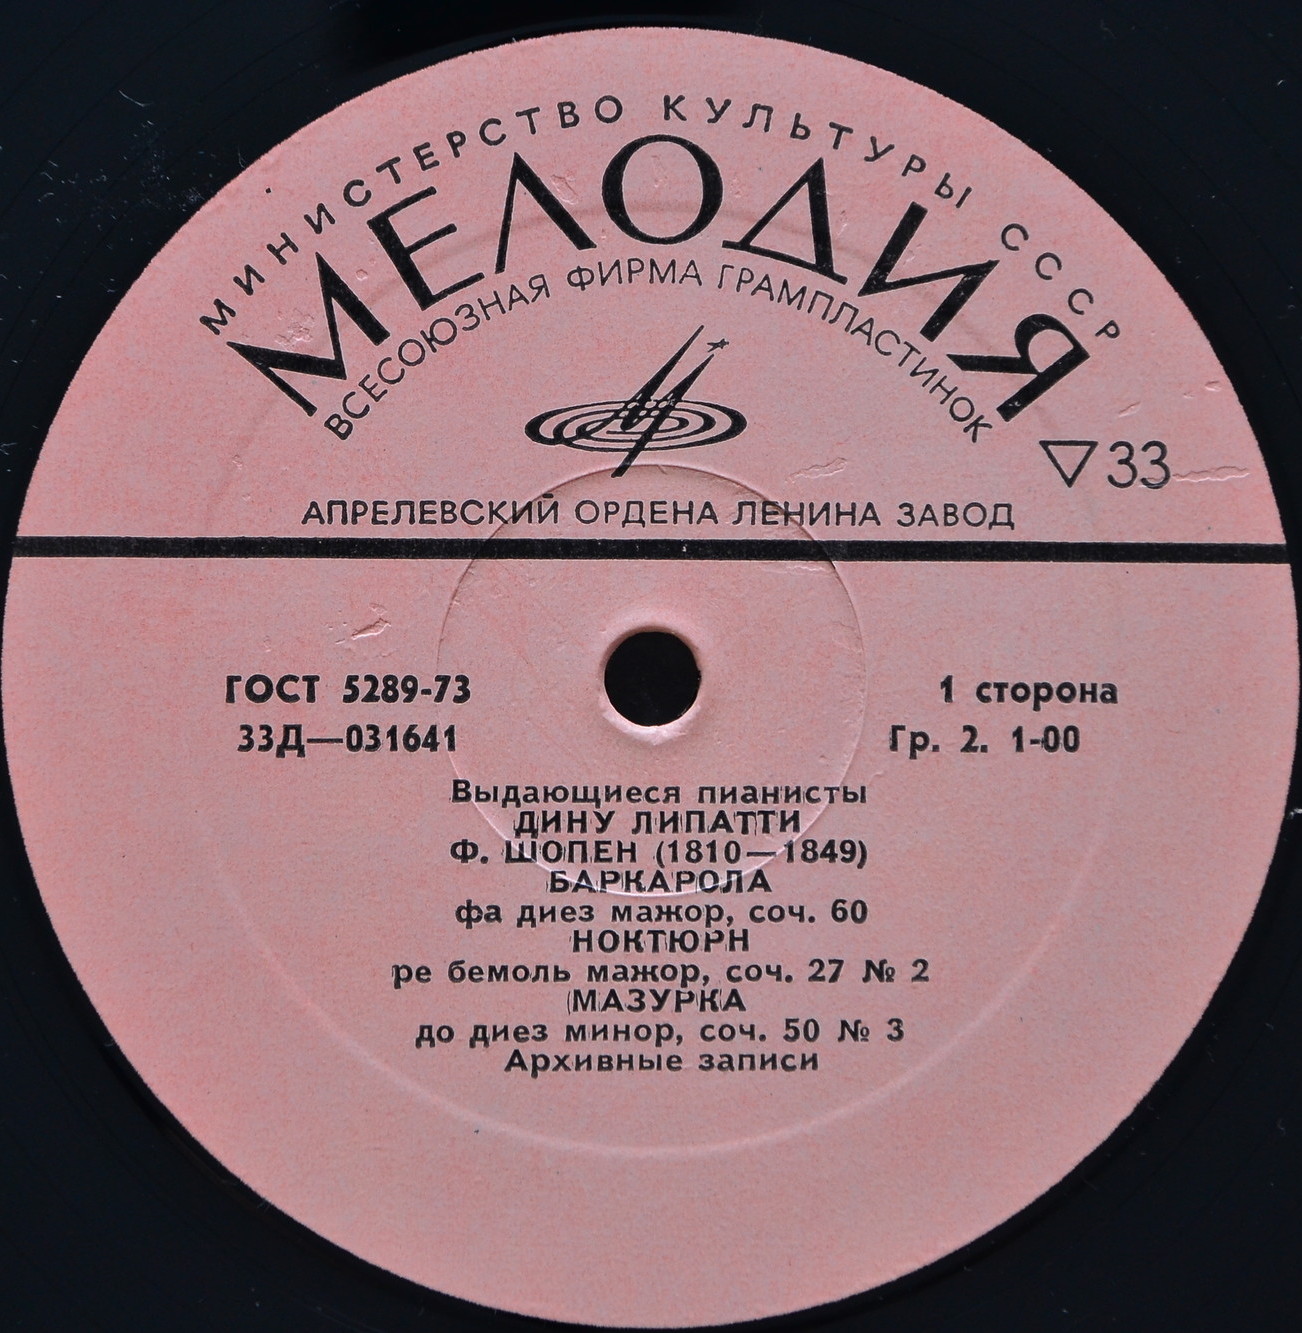 МИНИСТЕРСТВО КУЛЬТУРЫ СССР
МЕЛОДИЯ
ВСЕСОЮЗНАЯ ФИРМА ГРАМПЛАСТИНОК
33
АПРЕЛЕВСКИЙ ОРДЕНА ЛЕНИНА ЗАВОД
ГОСТ 5289-73
33Д—031641
1 сторона
Гр. 2. 1-00
Выдающиеся пианисты
ДИНУ ЛИПАТТИ
Ф. ШОПЕН (1810—1849)
БАРКАРОЛА
фа диез мажор, соч. 60
НОКТЮРН
ре бемоль мажор, соч. 27 № 2
МАЗУРКА
до диез минор, соч. 50 № 3
Архивные записи